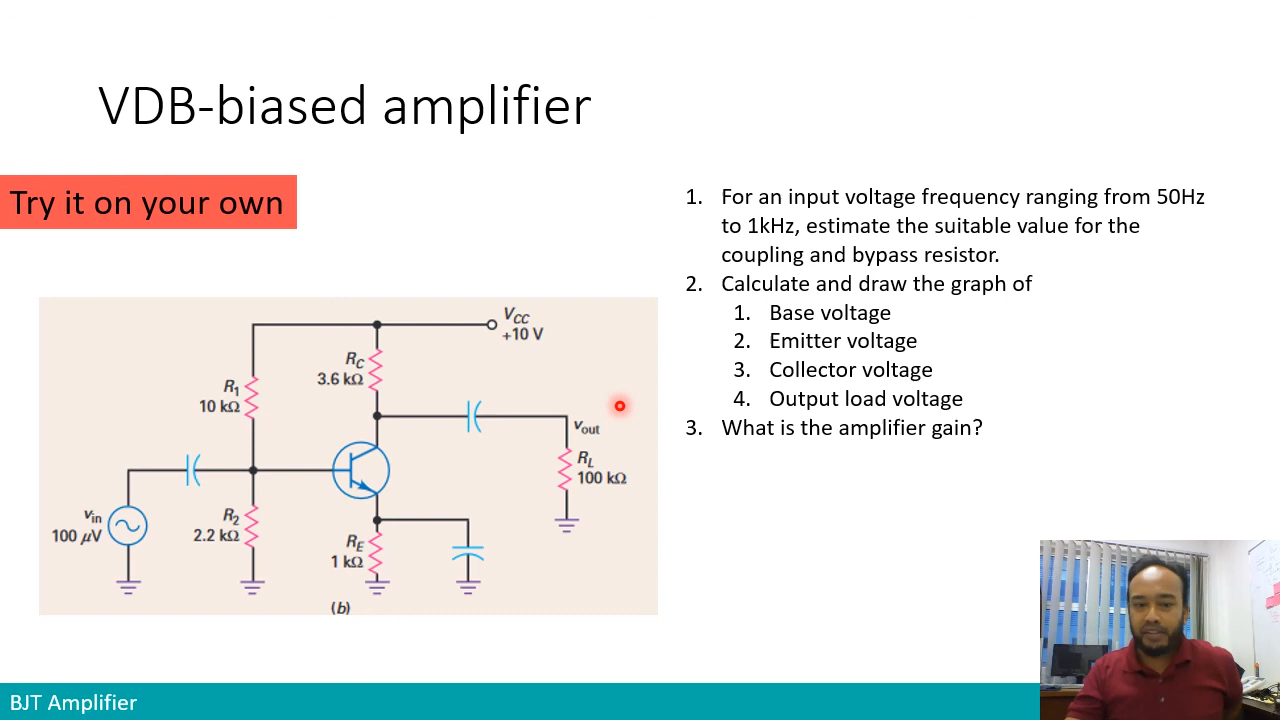 VDB-biased amplifier
Try it on your own
1. For an input voltage frequency ranging from 50Hz
to 1kHz, estimate the suitable value for the
coupling and bypass resistor.
2. Calculate and draw the graph of
1. Base voltage
2. Emitter voltage
3. Collector voltage
4. Output load voltage
3. What is the amplifier gain?
VCC
+10 V
RC
3.6 kΩ
R1
10 kΩ
vout
RL
100 kΩ
vin
100 μV
R2
2.2 kΩ
RE
1 kΩ
(b)
BJT Amplifier